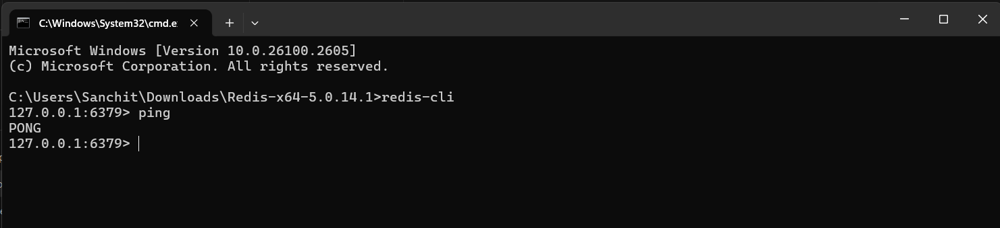 C:\Windows\System32\cmd.e
Microsoft Windows [Version 10.0.26100.2605]
(c) Microsoft Corporation. All rights reserved.
C:\Users\Sanchit\Downloads\Redis-x64-5.0.14.1>redis-cli
127.0.0.1:6379> ping
PONG
127.0.0.1:6379>